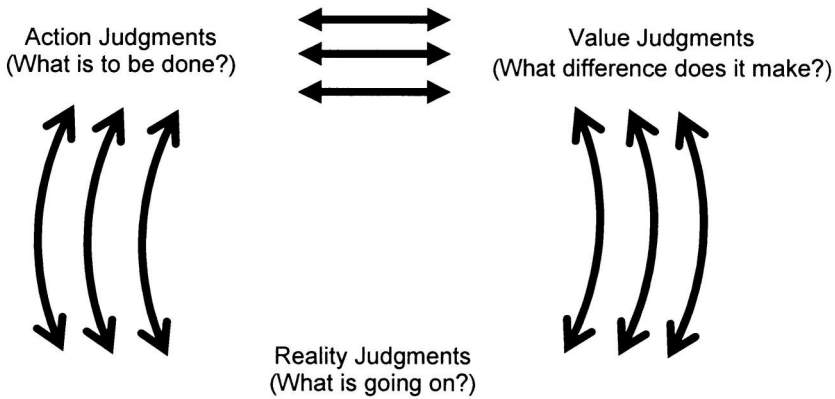 Action Judgments
(What is to be done?)
Value Judgments
(What difference does it make?)
Reality Judgments
(What is going on?)